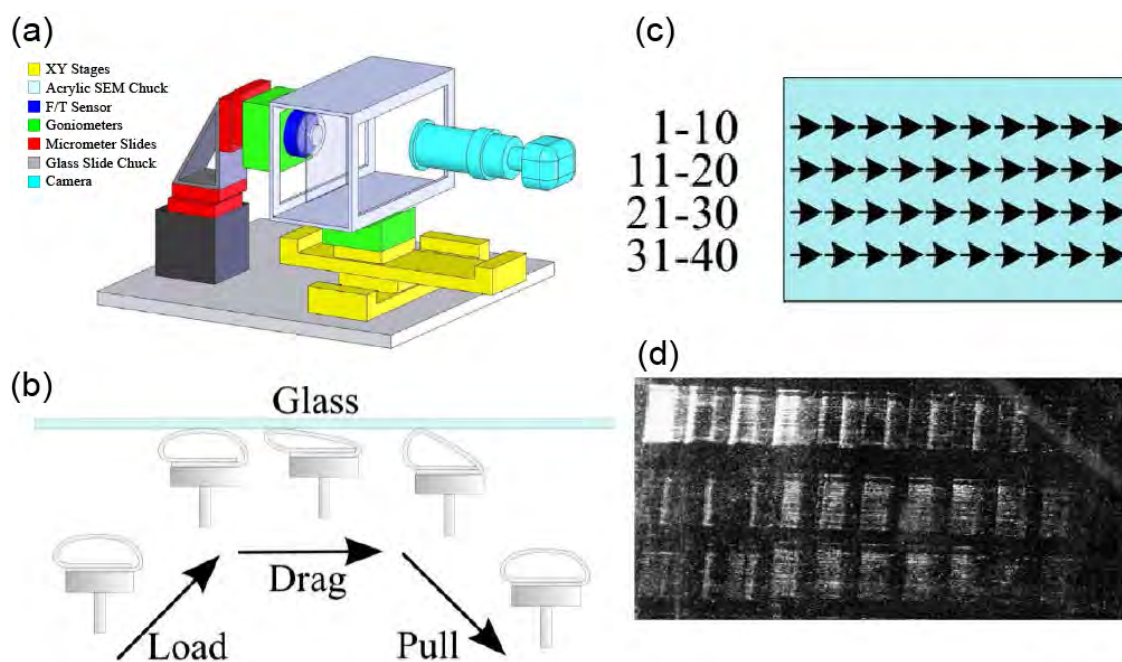 (a)
XY Stages
Acrylic SEM Chuck
F/T Sensor
Goniometers
Micrometer Slides
Glass Slide Chuck
Camera
(b)
Glass
Load
Drag
Pull
(c)
1-10
11-20
21-30
31-40
(d)